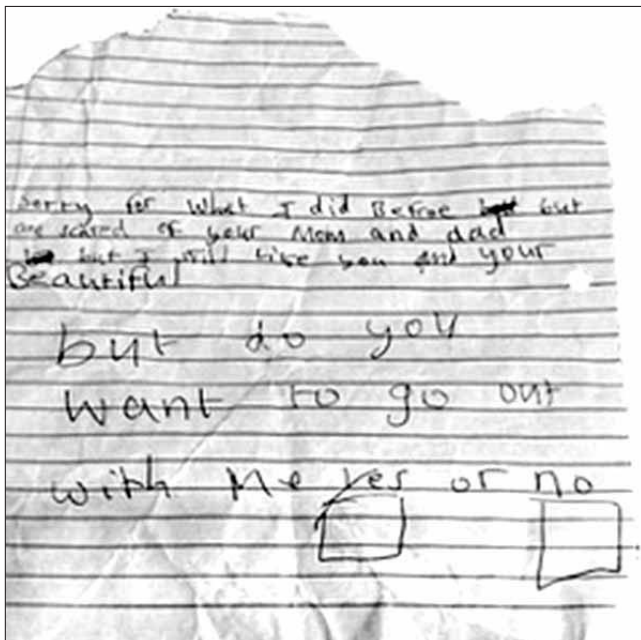 sorry for What I did Before but but
are scared of your Mom and dad
but I still like you and your
Beautiful
but do you
want to go out
with Me Yes or no